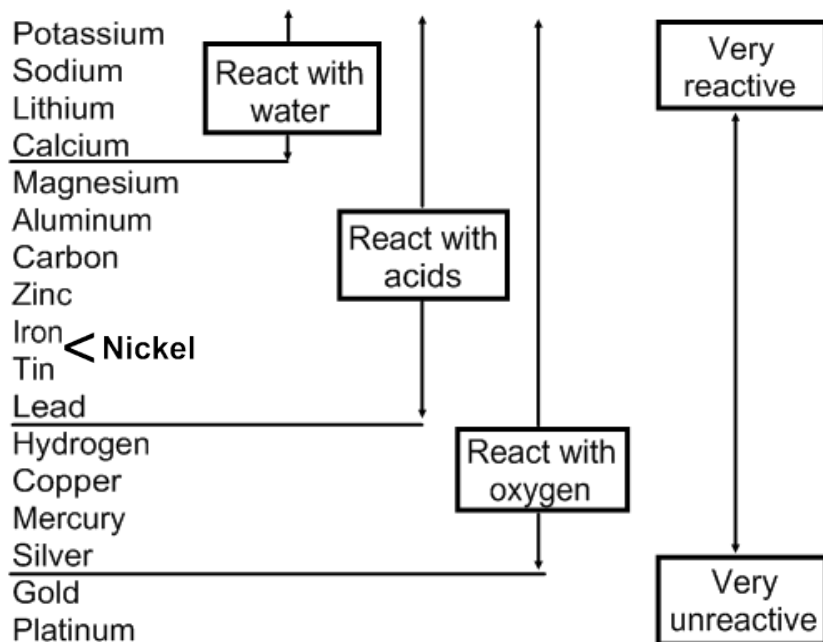 Potassium
Sodium
Lithium
Calcium
Magnesium
Aluminum
Carbon
Zinc
Iron
< Nickel
Tin
Lead
Hydrogen
Copper
Mercury
Silver
Gold
Platinum
React with
water
React with
acids
React with
oxygen
Very
reactive
Very
unreactive